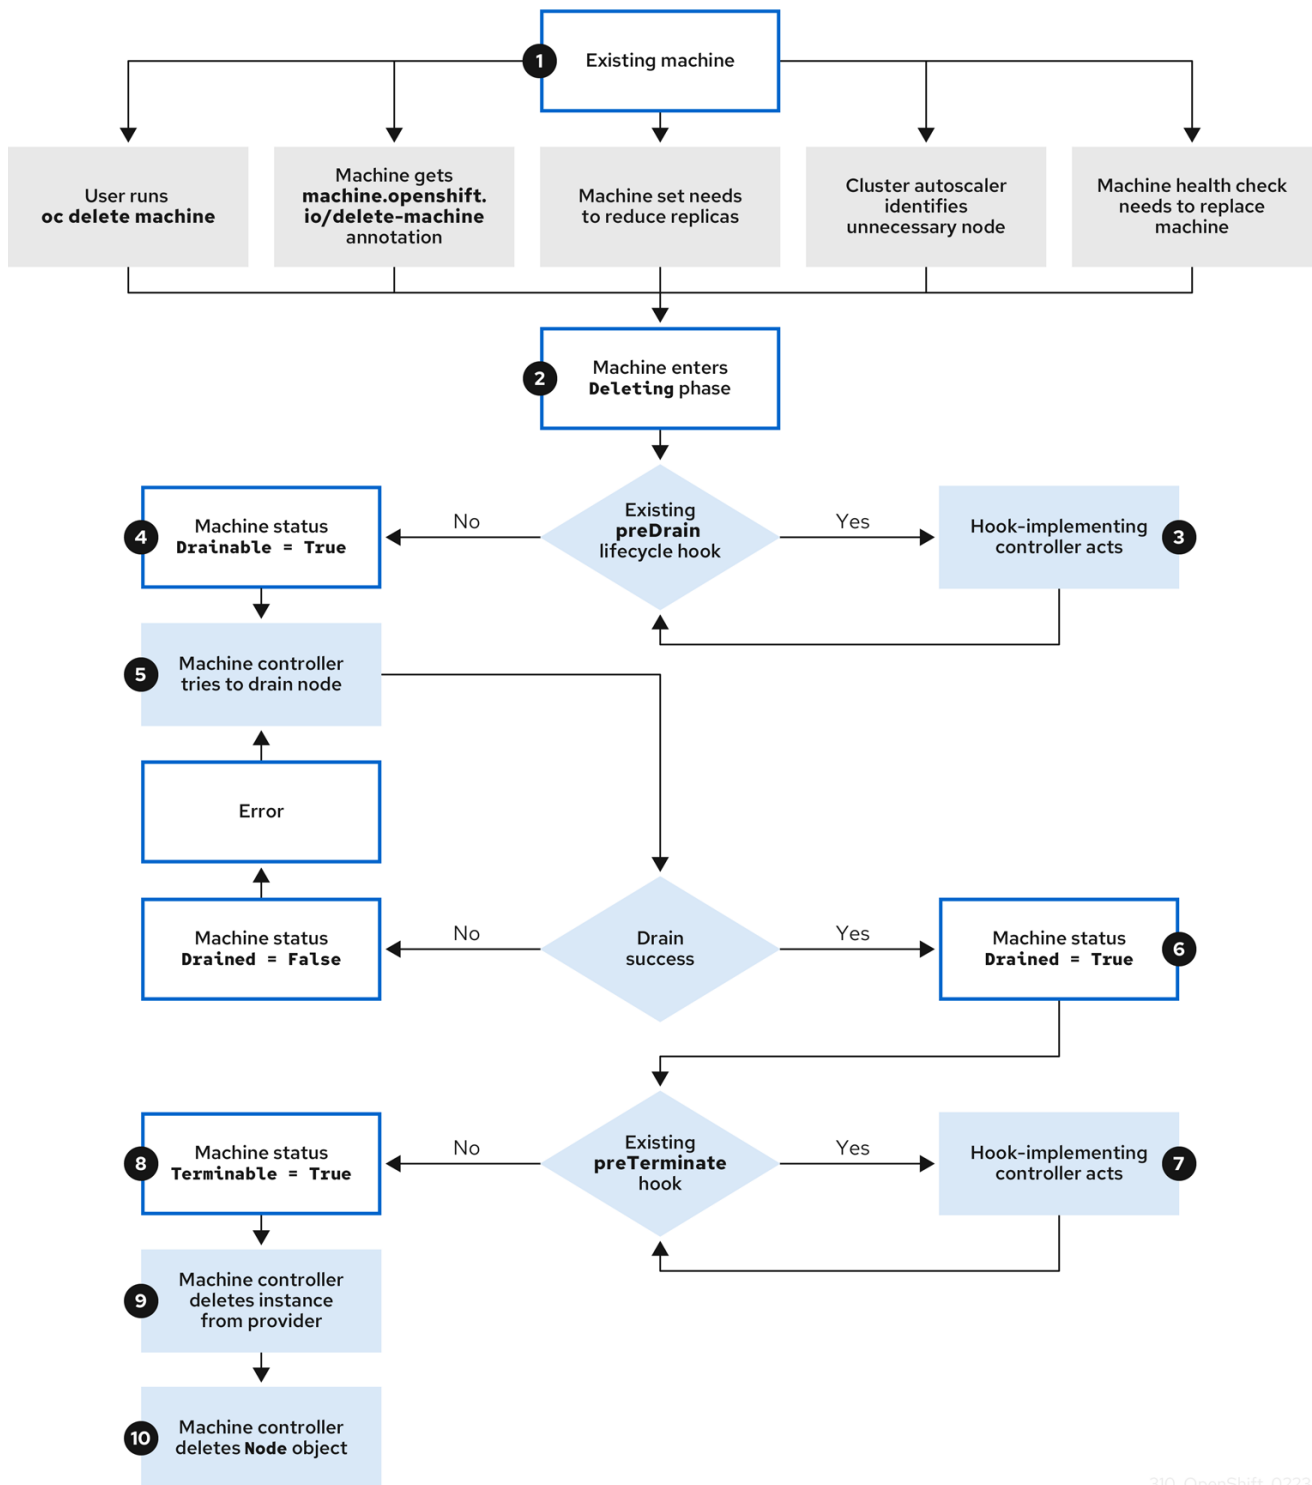 1
Existing machine
User runs
oc delete machine
Machine gets
machine.openshift.
io/delete-machine
annotation
Machine set needs
to reduce replicas
Cluster autoscaler
identifies
unnecessary node
Machine health check
needs to replace
machine
2
Machine enters
Deleting phase
4
Machine status
Drainable = True
No
Existing
preDrain
lifecycle hook
Yes
Hook-implementing
controller acts
3
5
Machine controller
tries to drain node
Error
Machine status
Drained = False
No
Drain
success
Yes
Machine status
Drained = True
6
8
Machine status
Terminable = True
No
Existing
preTerminate
hook
Yes
Hook-implementing
controller acts
7
9
Machine controller
deletes instance
from provider
10
Machine controller
deletes Node object
310_OpenShift_0223